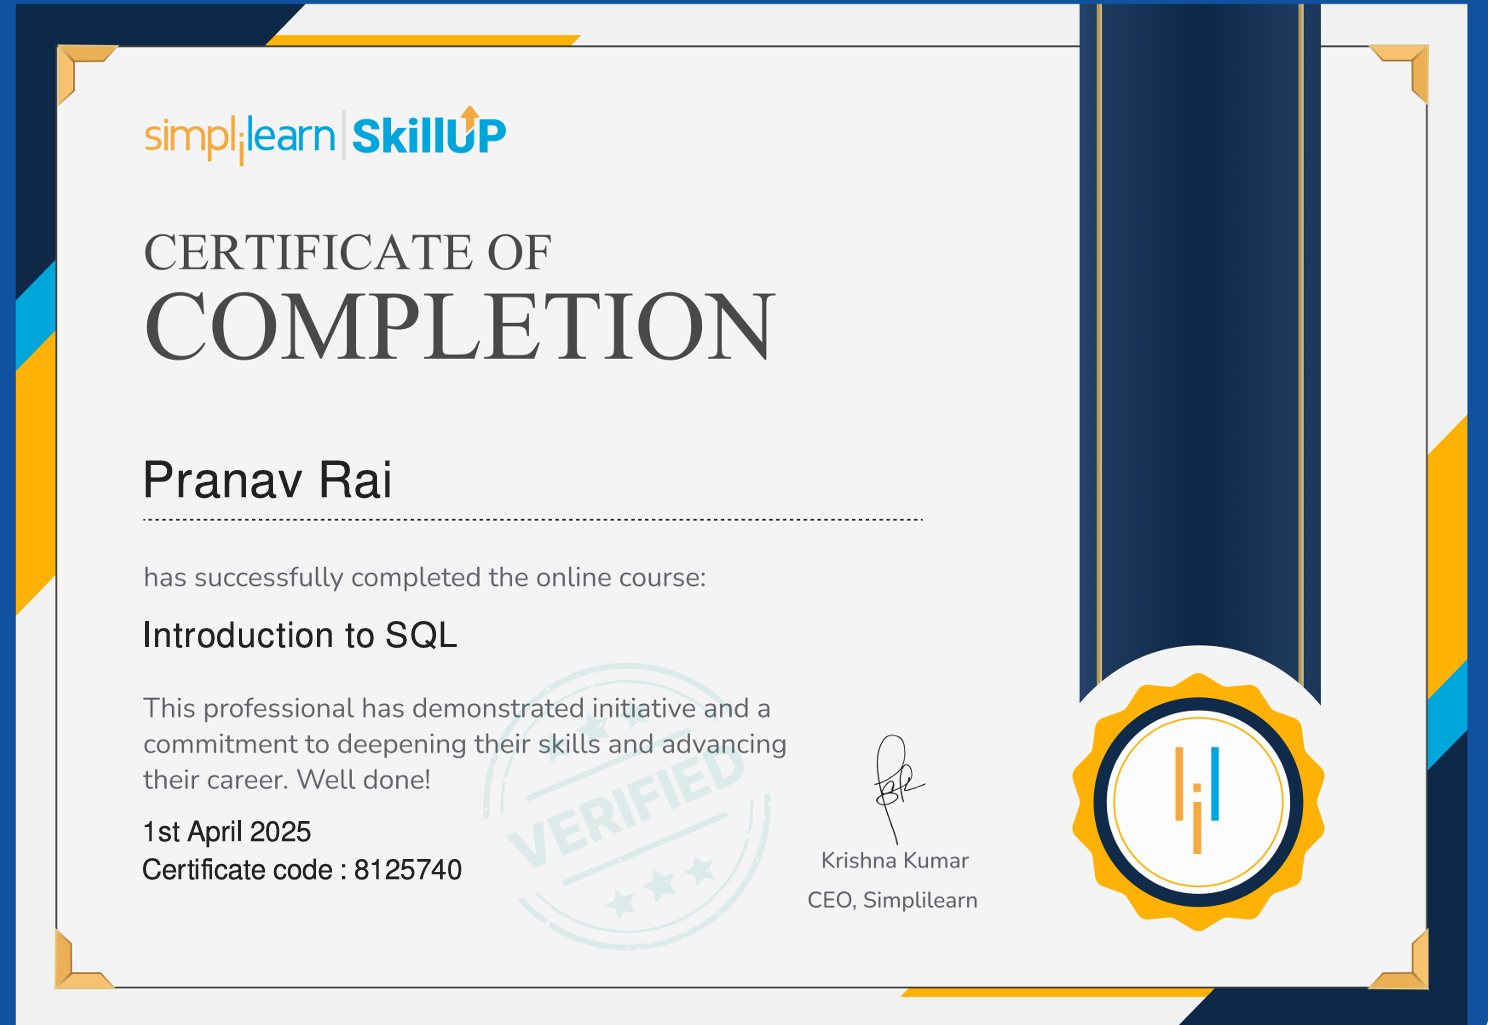 simplilearn | SkillUP
CERTIFICATE OF
COMPLETION
Pranav Rai
has successfully completed the online course:
Introduction to SQL
This professional has demonstrated initiative and a
commitment to deepening their skills and advancing
their career. Well done!
1st April 2025
Certificate code : 8125740
VERIFIED
Krishna Kumar
CEO, Simplilearn